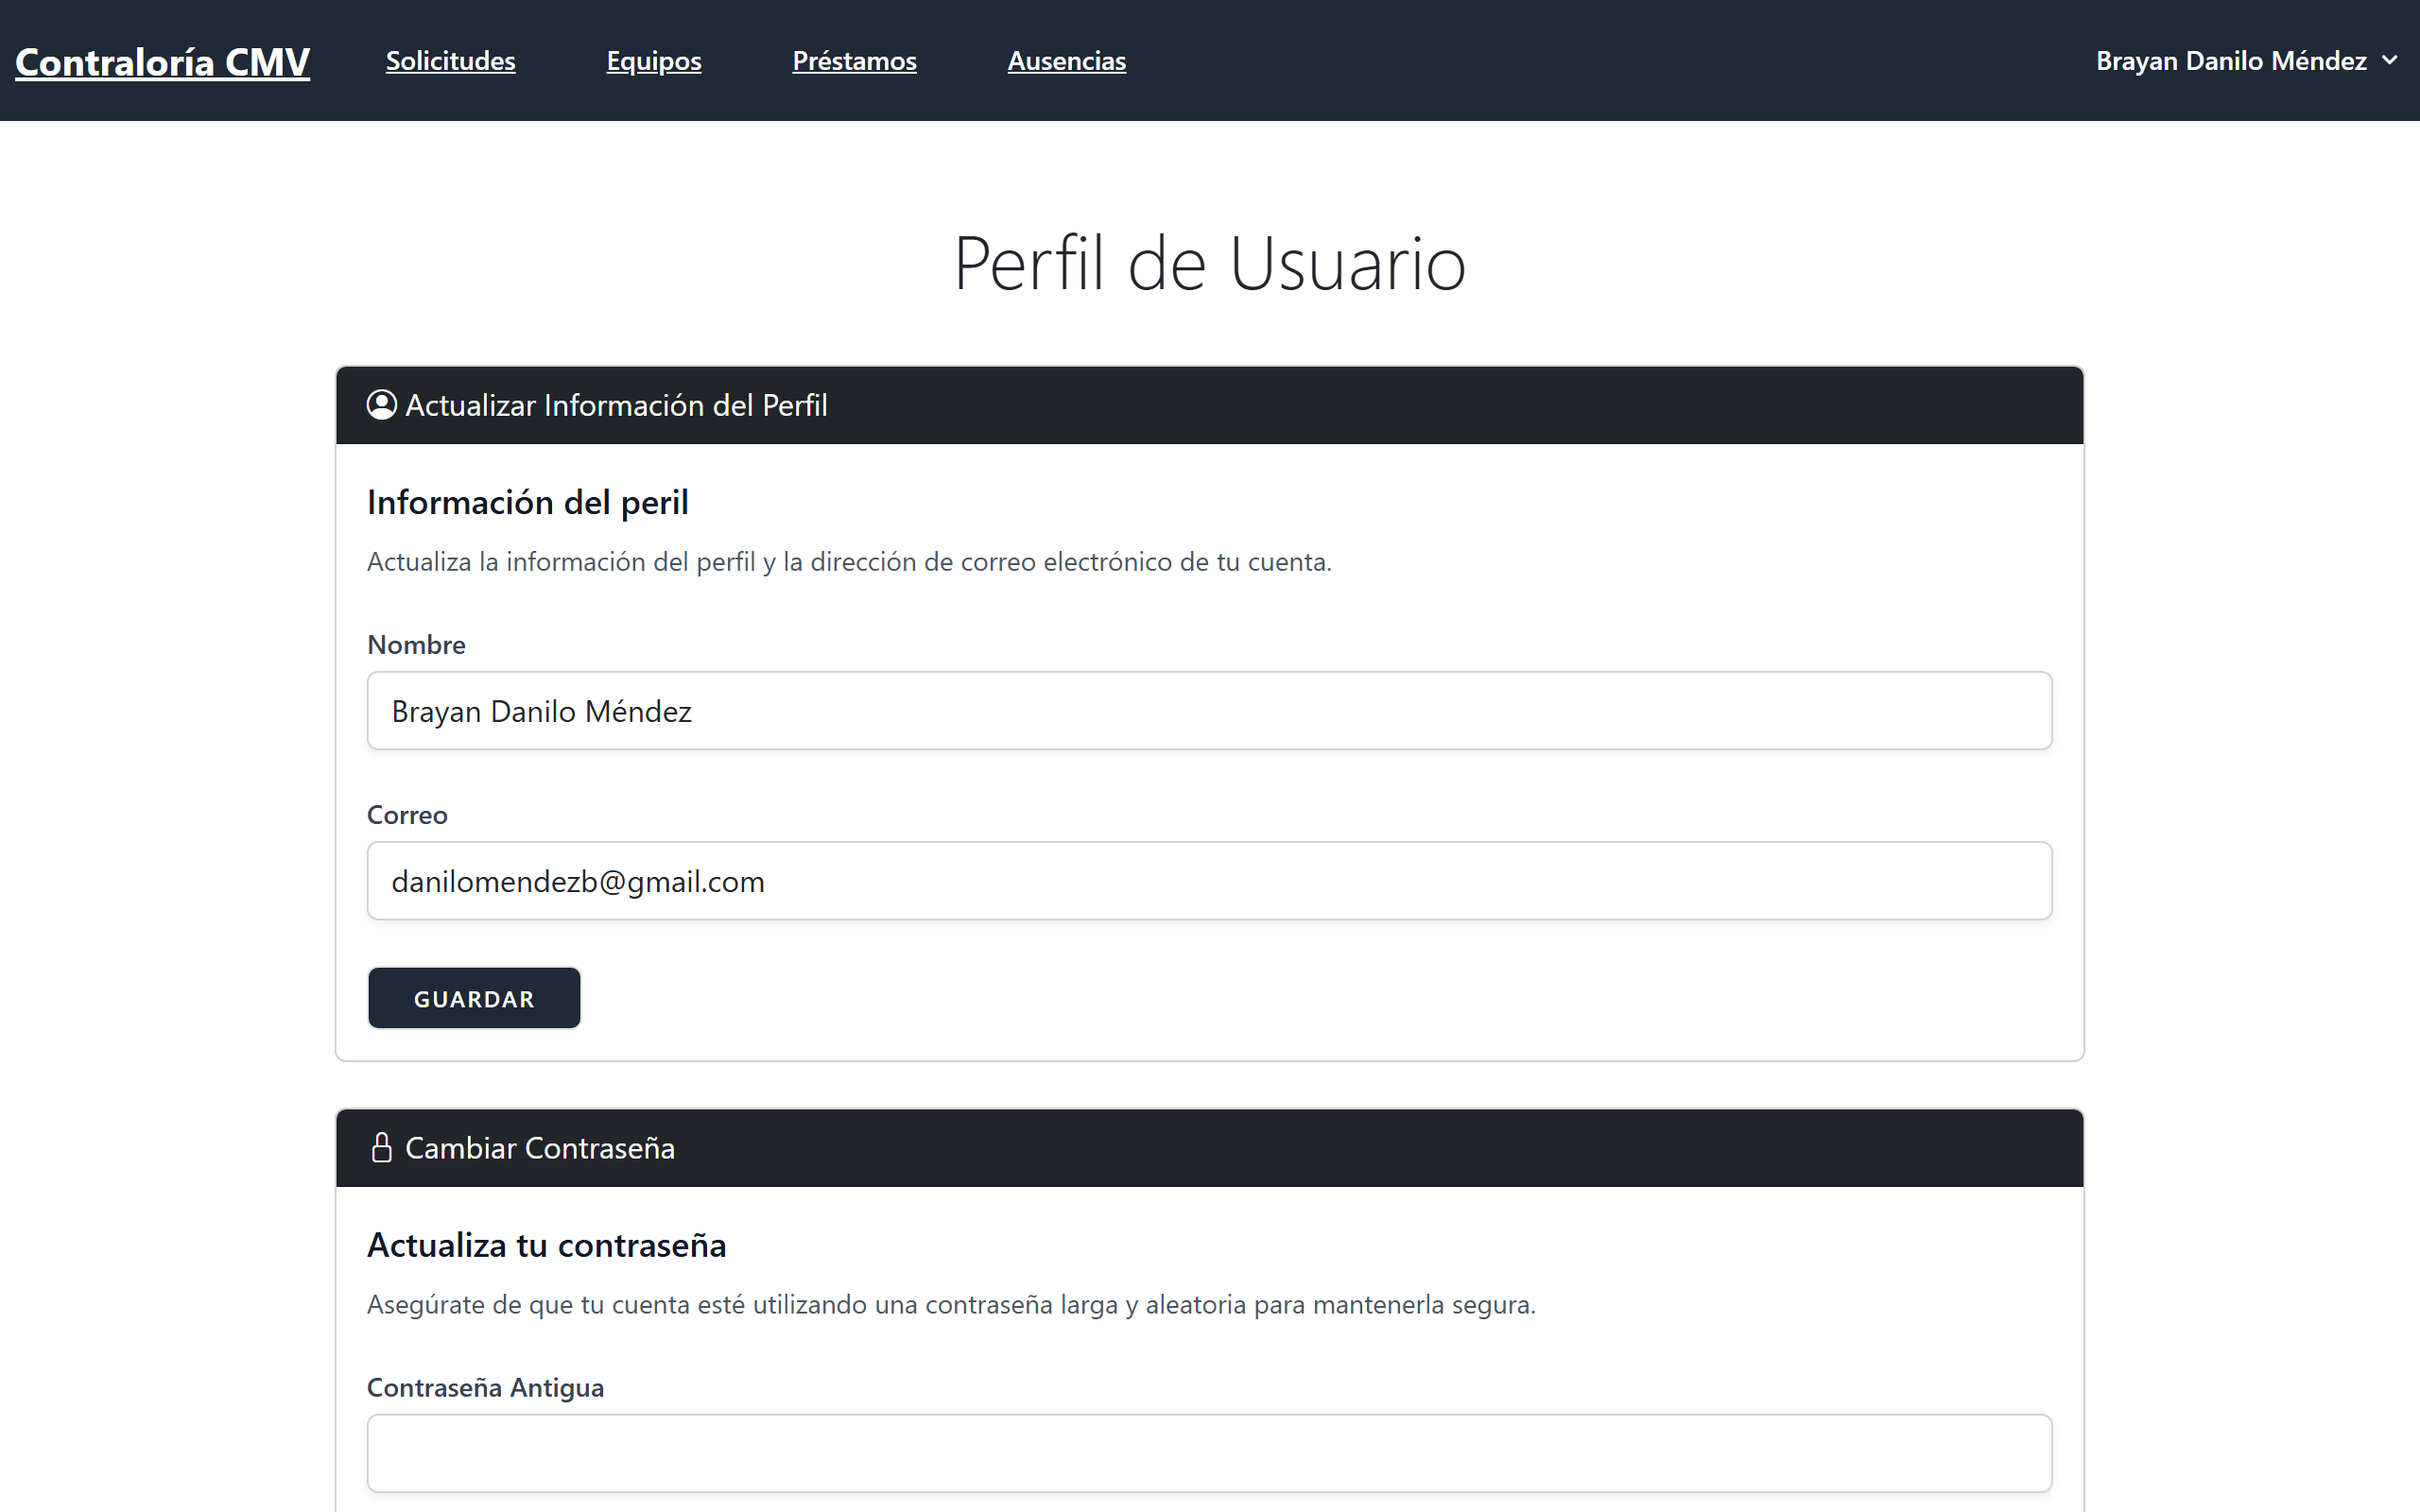 Contraloría CMV Solicitudes Equipos Préstamos Ausencias Brayan Danilo Méndez
Perfil de Usuario
Actualizar Información del Perfil
Información del peril
Actualiza la información del perfil y la dirección de correo electrónico de tu cuenta.
Nombre
Brayan Danilo Méndez
Correo
danilomendezb@gmail.com
GUARDAR
Cambiar Contraseña
Actualiza tu contraseña
Asegúrate de que tu cuenta esté utilizando una contraseña larga y aleatoria para mantenerla segura.
Contraseña Antigua